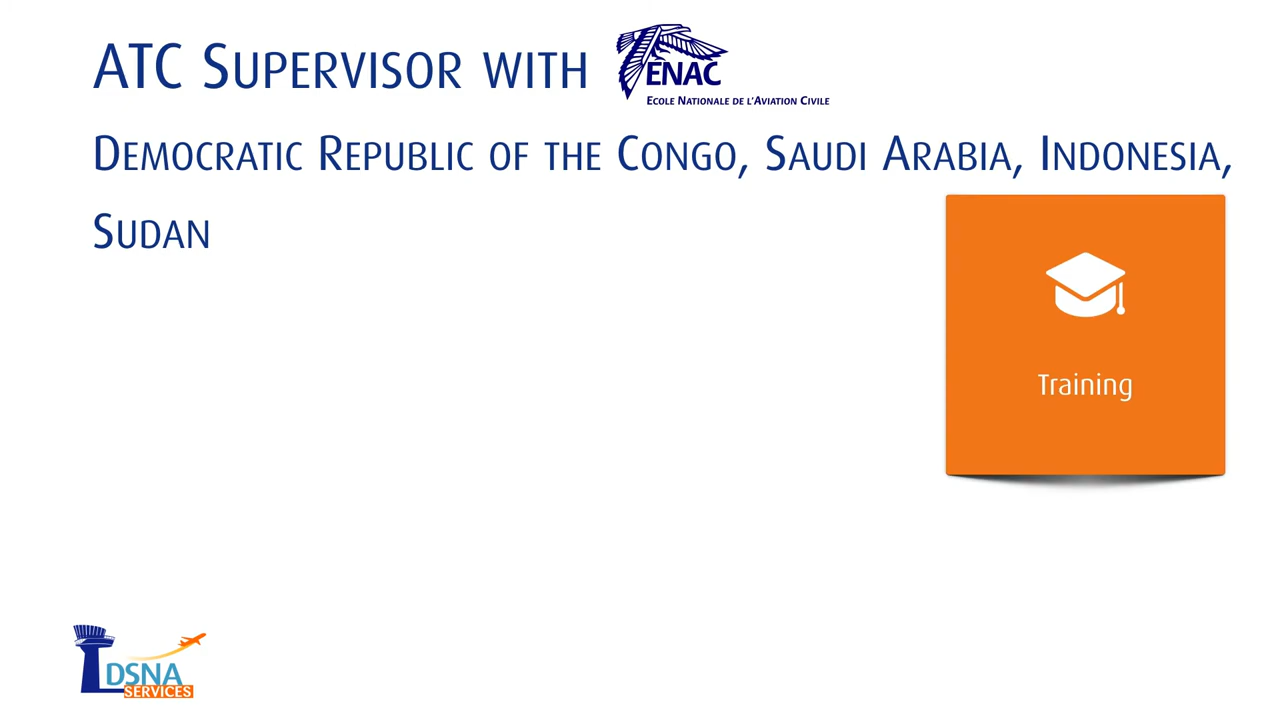 ATC Supervisor with
ENAC
Ecole Nationale de l'Aviation Civile
Democratic Republic of the Congo, Saudi Arabia, Indonesia,
Sudan
Training
DSNA
SERVICES